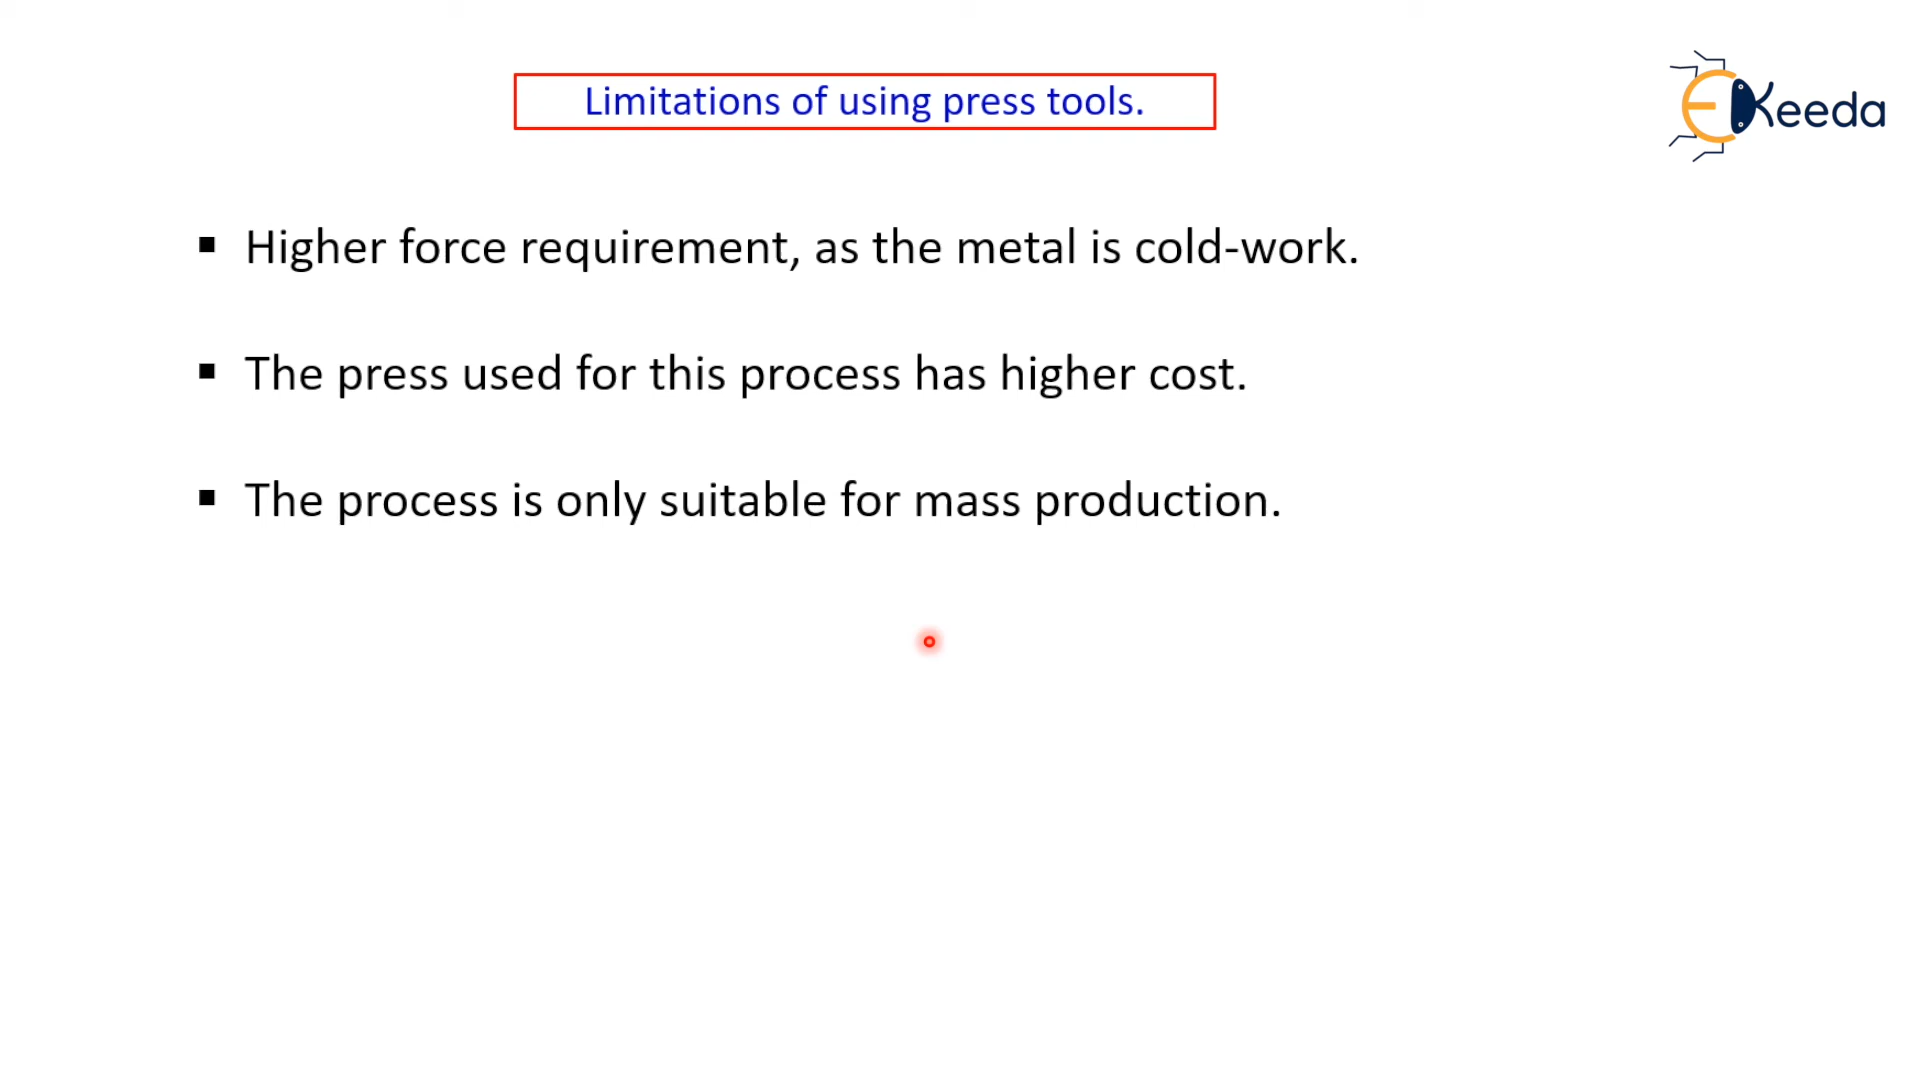 Limitations of using press tools.
EKeeda
▪ Higher force requirement, as the metal is cold-work.
▪ The press used for this process has higher cost.
▪ The process is only suitable for mass production.